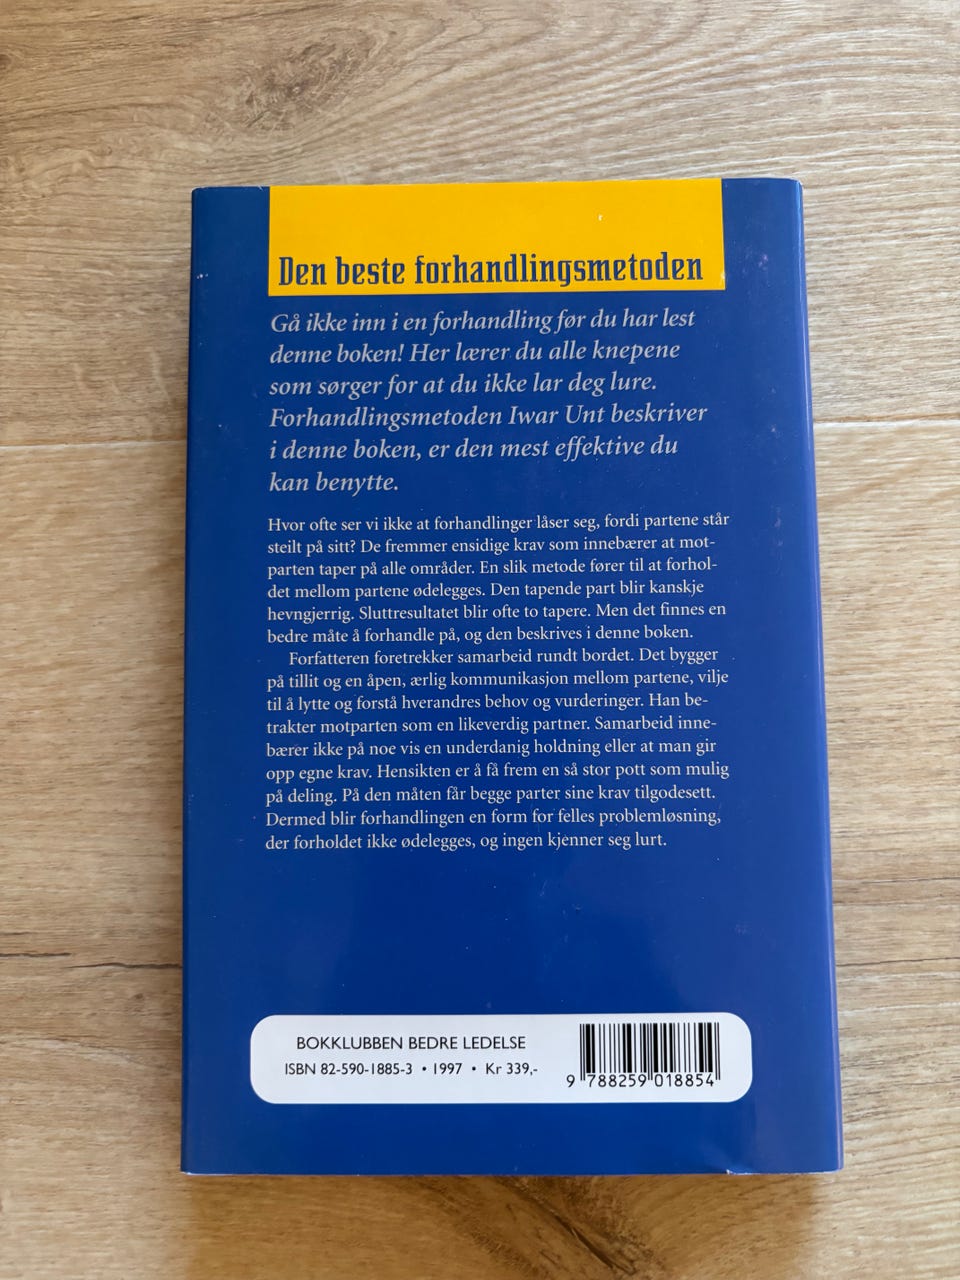 Den beste forhandlingsmetoden
Gå ikke inn i en forhandling før du har lest
denne boken! Her lærer du alle knepene
som sørger for at du ikke lar deg lure.
Forhandlingsmetoden Iwar Unt beskriver
i denne boken, er den mest effektive du
kan benytte.
Hvor ofte ser vi ikke at forhandlinger låser seg, fordi partene står
steilt på sitt? De fremmer ensidige krav som innebærer at mot-
parten taper på alle områder. En slik metode fører til at forhol-
det mellom partene ødelegges. Den tapende part blir kanskje
hevngjerrig. Sluttresultatet blir ofte to tapere. Men det finnes en
bedre måte å forhandle på, og den beskrives i denne boken.
Forfatteren foretrekker samarbeid rundt bordet. Det bygger
på tillit og en åpen, ærlig kommunikasjon mellom partene, vilje
til å lytte og forstå hverandres behov og vurderinger. Han be-
trakter motparten som en likeverdig partner. Samarbeid inne-
bærer ikke på noe vis en underdanig holdning eller at man gir
opp egne krav. Hensikten er å få frem en så stor pott som mulig
på deling. På den måten får begge parter sine krav tilgodesett.
Dermed blir forhandlingen en form for felles problemløsning,
der forholdet ikke ødelegges, og ingen kjenner seg lurt.
BOKKLUBBEN BEDRE LEDELSE
ISBN 82-590-1885-3 • 1997 • Kr 339,-
9 788259 018854